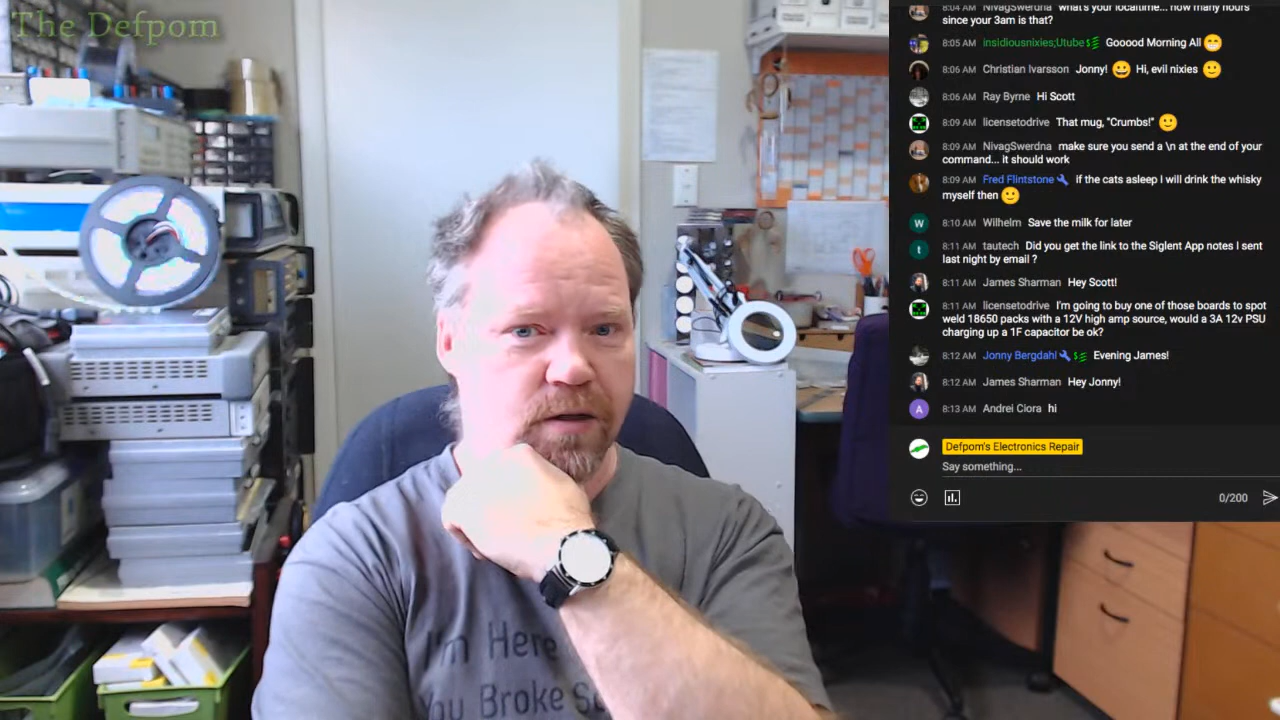 The Defpom
8:04 AM NivagSwerdna what's your localtime... how many hours
since your 3am is that?
8:05 AM insidiousnixies;Utube Gooood Morning All 😁
8:06 AM Christian Ivarsson Jonny! 😀 Hi, evil nixies 🙂
8:06 AM Ray Byrne Hi Scott
8:09 AM licensetodrive That mug, "Crumbs!" 🙂
8:09 AM NivagSwerdna make sure you send a \n at the end of your
command... it should work
8:09 AM Fred Flintstone if the cats asleep I will drink the whisky
myself then 🙂
W 8:10 AM Wilhelm Save the milk for later
t 8:11 AM tautech Did you get the link to the Siglent App notes I sent
last night by email ?
8:11 AM James Sharman Hey Scott!
8:11 AM licensetodrive I'm going to buy one of those boards to spot
weld 18650 packs with a 12V high amp source, would a 3A 12v PSU
charging up a 1F capacitor be ok?
8:12 AM Jonny Bergdahl Evening James!
8:12 AM James Sharman Hey Jonny!
A 8:13 AM Andrei Ciora hi
Defpom's Electronics Repair
Say something...
0/200
I'm Here
You Broke